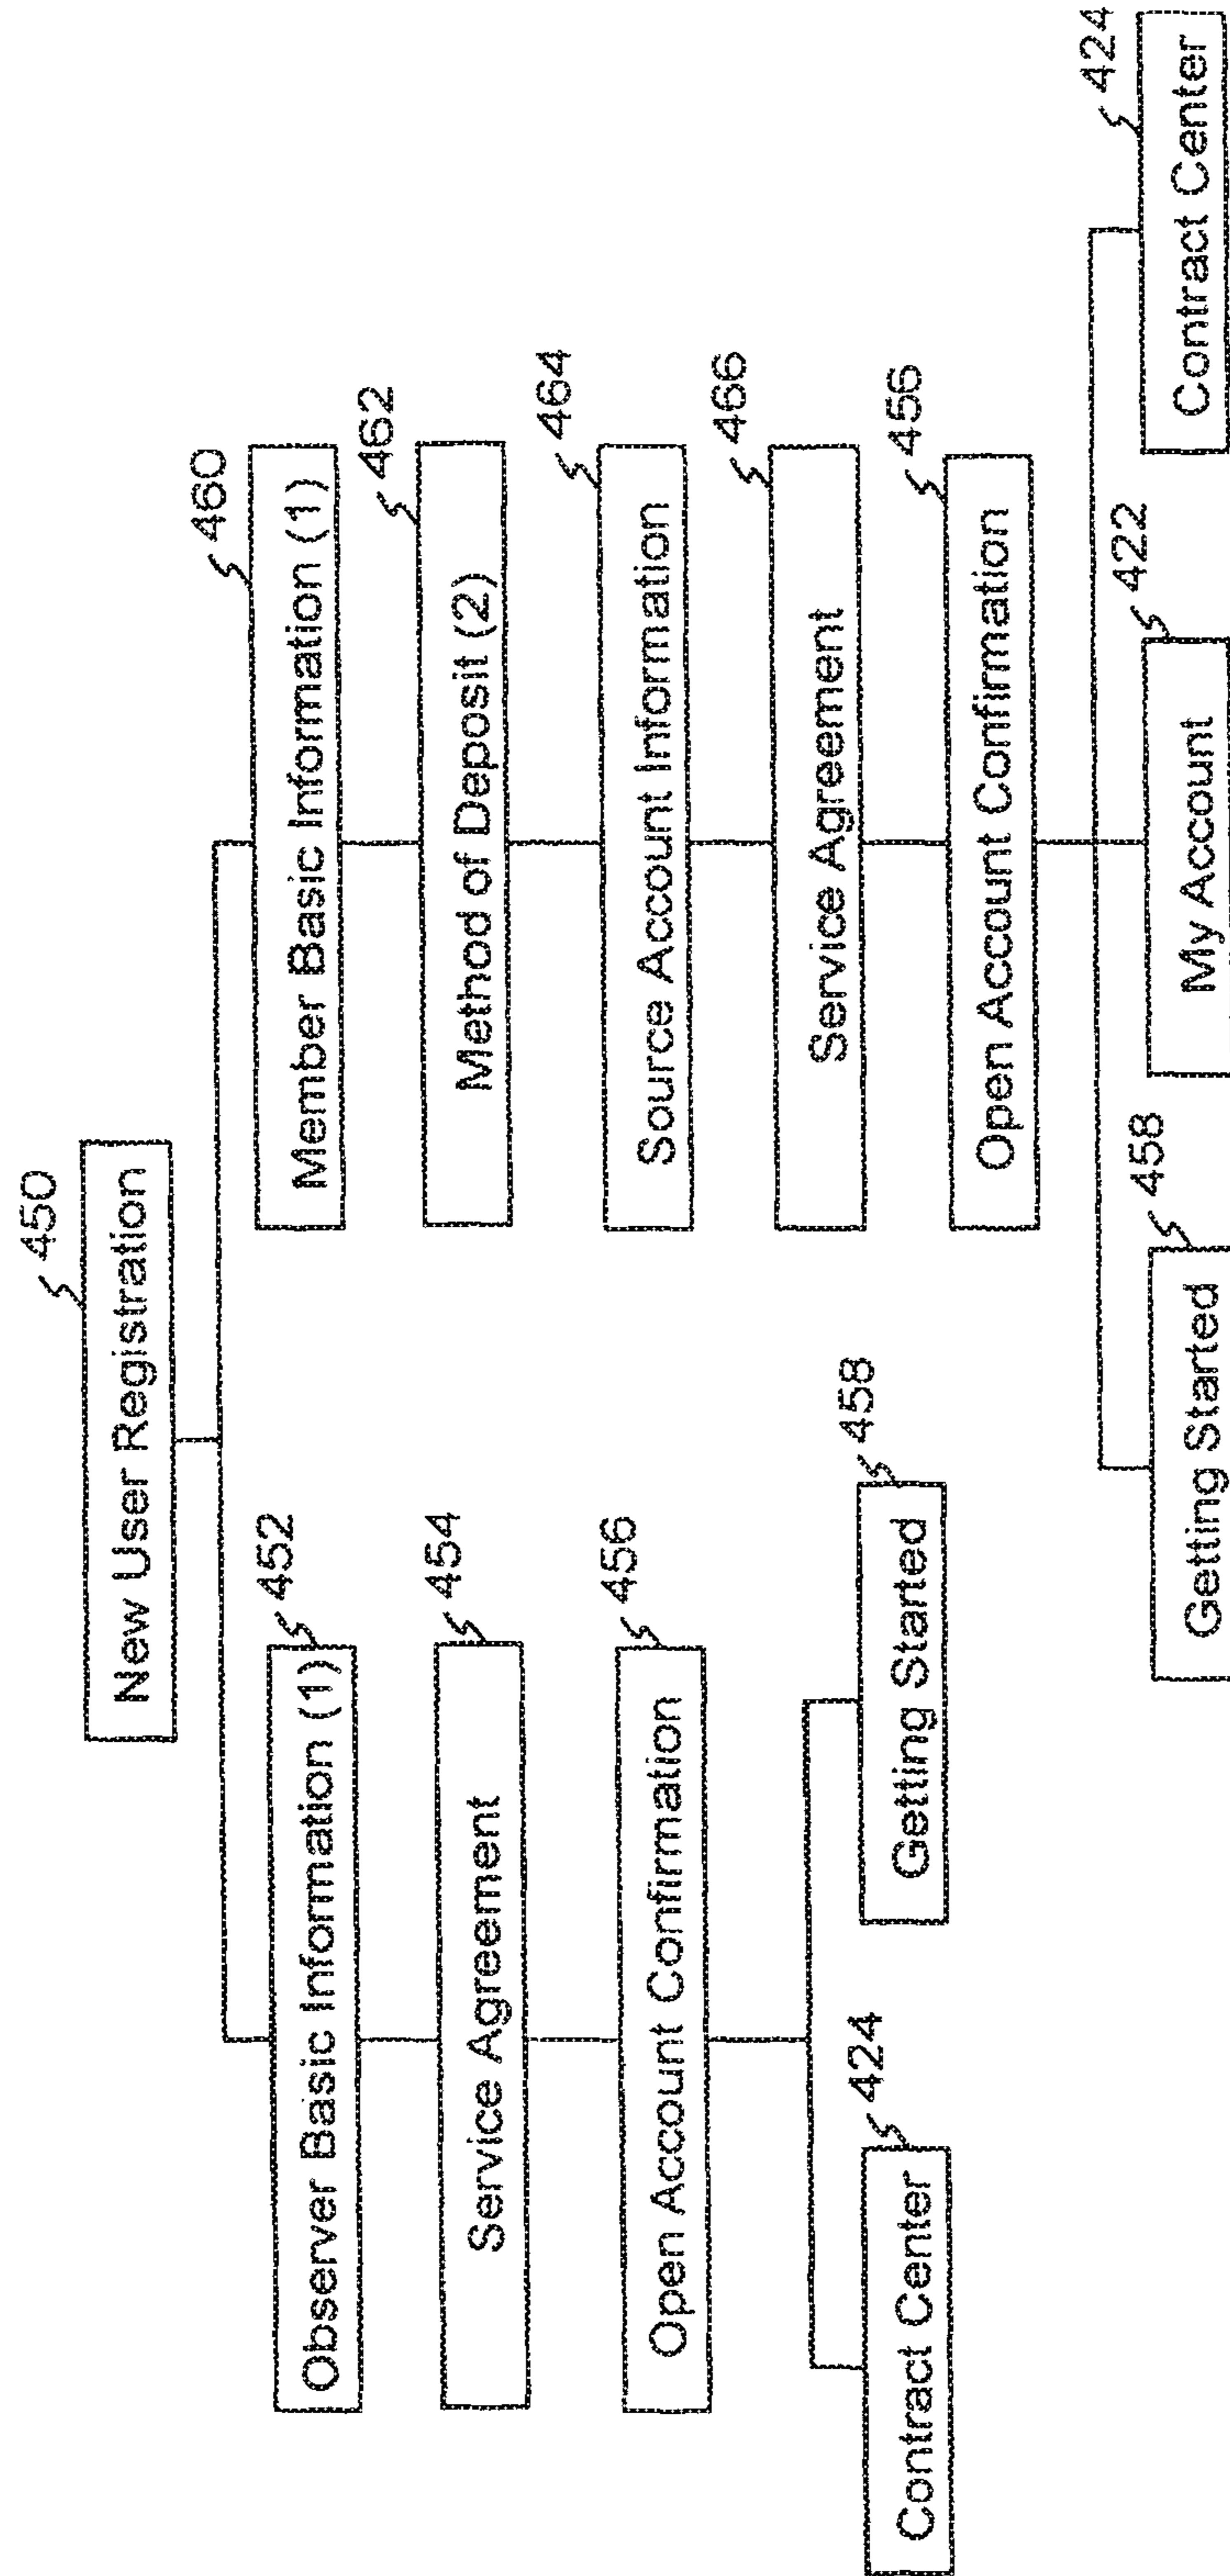 450
New User Registration
452
Observer Basic Information (1)
454
Service Agreement
456
Open Account Confirmation
424
Contract Center
458
Getting Started
460
Member Basic Information (1)
462
Method of Deposit (2)
464
Source Account Information
466
Service Agreement
456
Open Account Confirmation
458
Getting Started
422
My Account
424
Contract Center